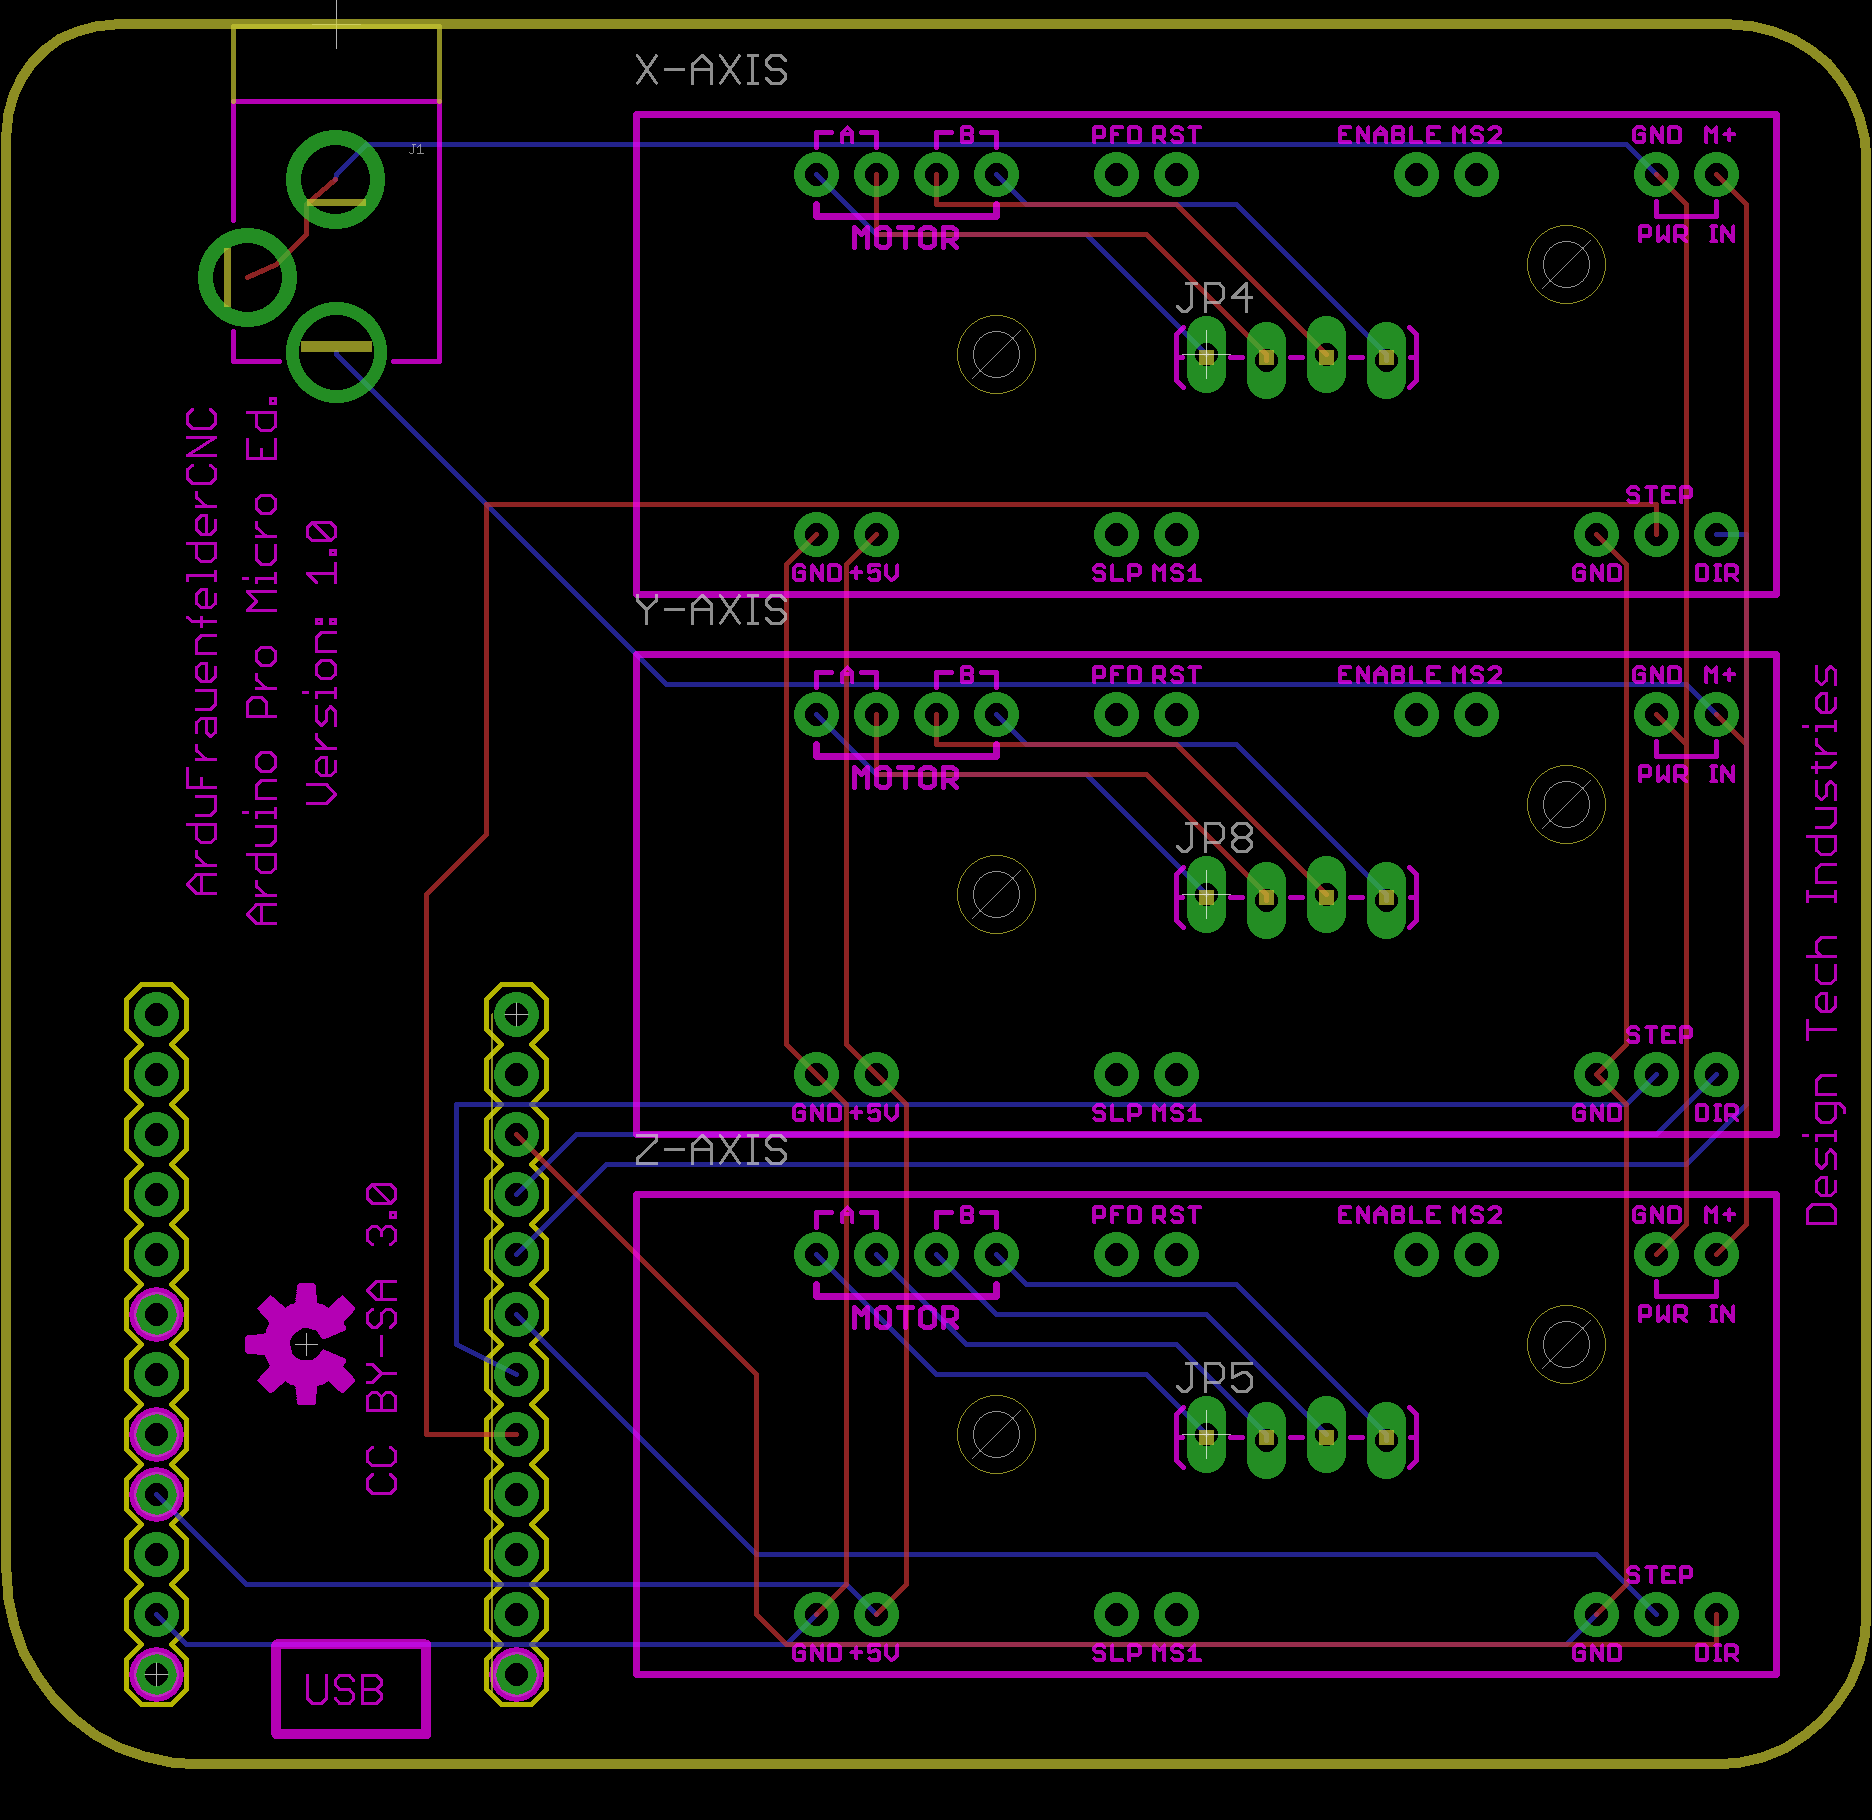 X-AXIS
J1
A B PFD RST ENABLE MS2 GND M+
MOTOR PWR IN
JP4
STEP
GND +5V SLP MS1 GND DIR
Y-AXIS
A B PFD RST ENABLE MS2 GND M+
MOTOR PWR IN
JP8
STEP
GND +5V SLP MS1 GND DIR
Z-AXIS
A B PFD RST ENABLE MS2 GND M+
MOTOR PWR IN
JP5
STEP
GND +5V SLP MS1 GND DIR
ArduFrauenfelderCNC
Arduino Pro Micro Ed.
Version: 1.0
CC BY-SA 3.0
USB
Design Tech Industries